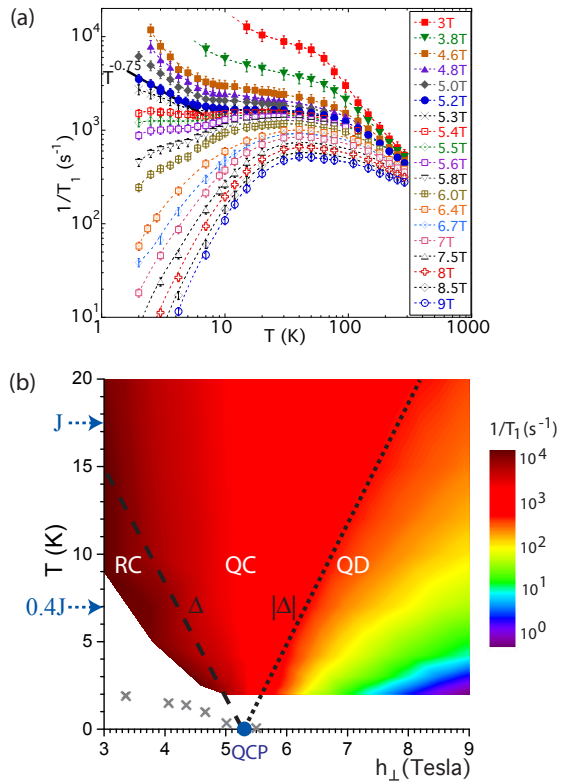 (a)
10^4
10^3
10^2
10^1
1/T_1 (s^-1)
T^-0.75
1
10
100
1000
T (K)
3T
3.8T
4.6T
4.8T
5.0T
5.2T
5.3T
5.4T
5.5T
5.6T
5.8T
6.0T
6.4T
6.7T
7T
7.5T
8T
8.5T
9T
(b)
20
15
10
5
0
T (K)
J
0.4J
RC
QC
QD
Δ
|Δ|
QCP
3
4
5
6
7
8
9
h_⊥(Tesla)
1/T_1(s^-1)
10^4
10^3
10^2
10^1
10^0